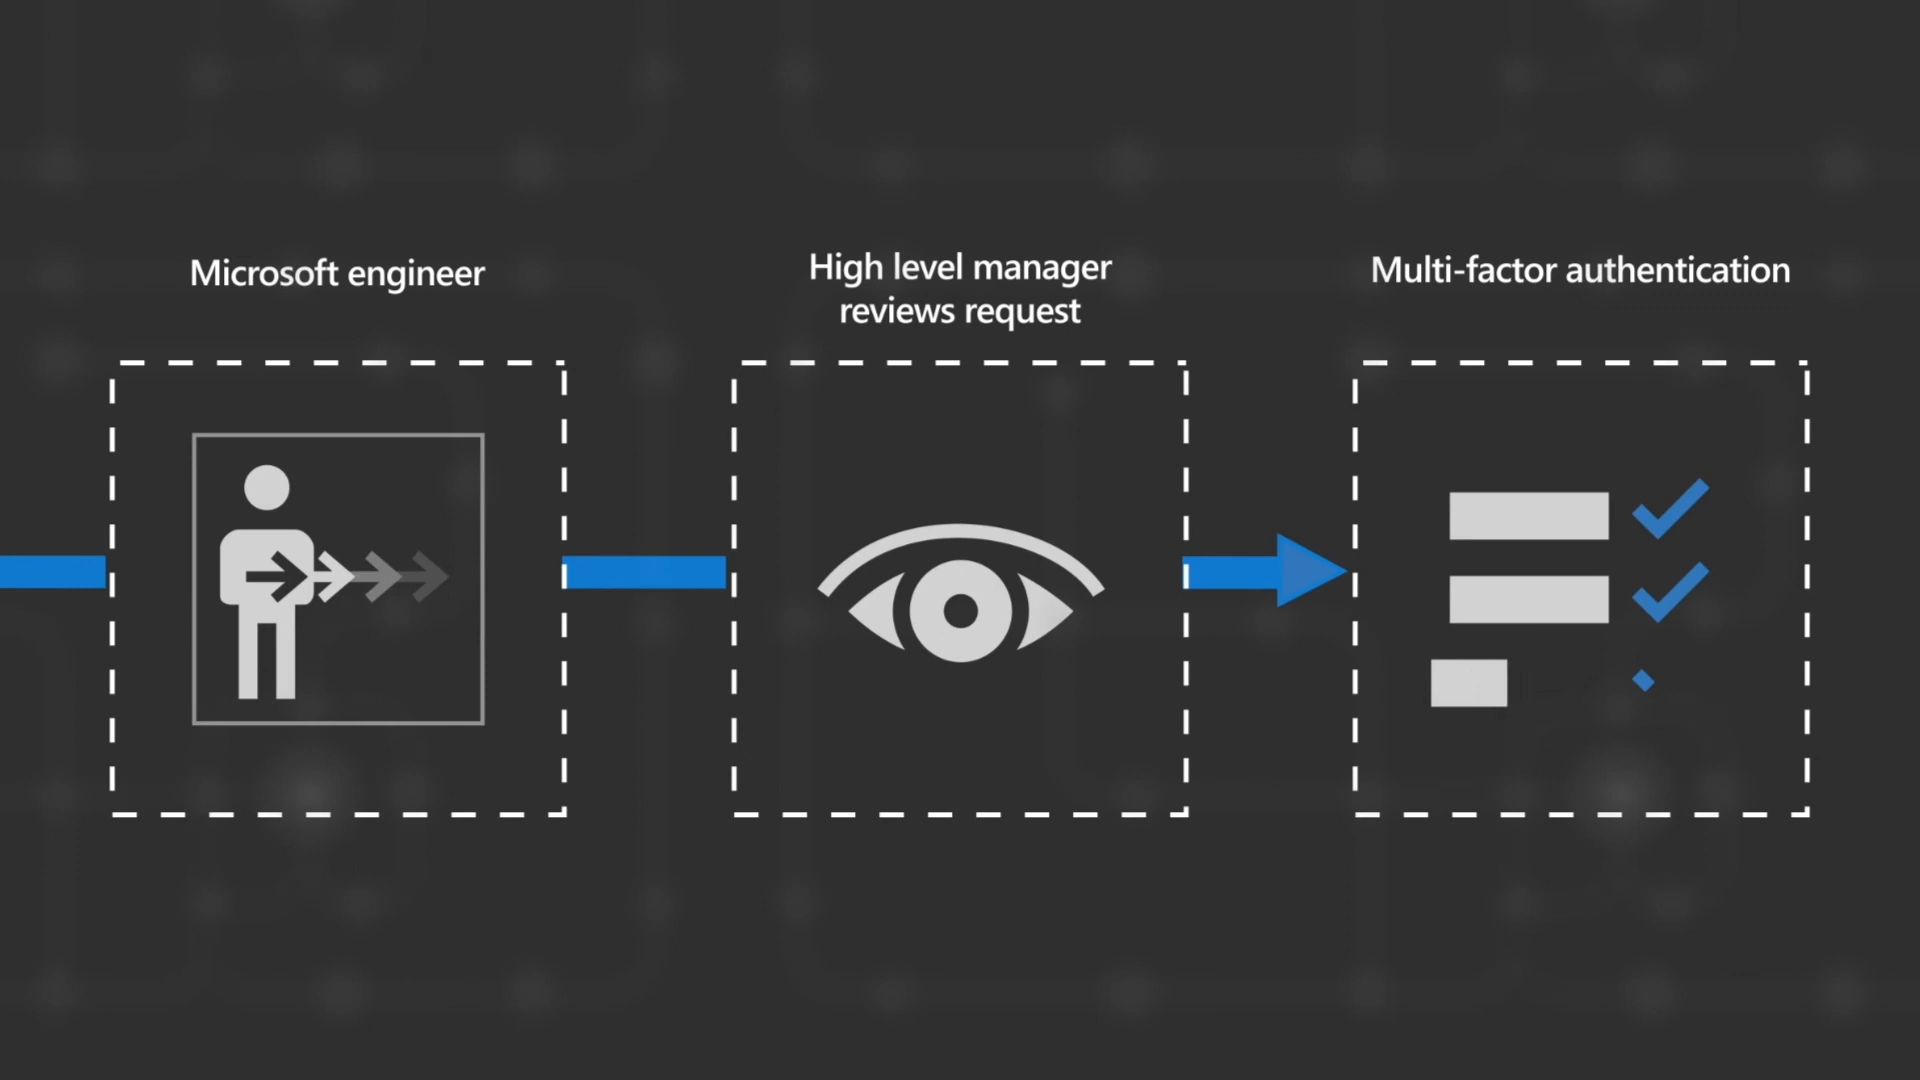 Microsoft engineer
High level manager
reviews request
Multi-factor authentication